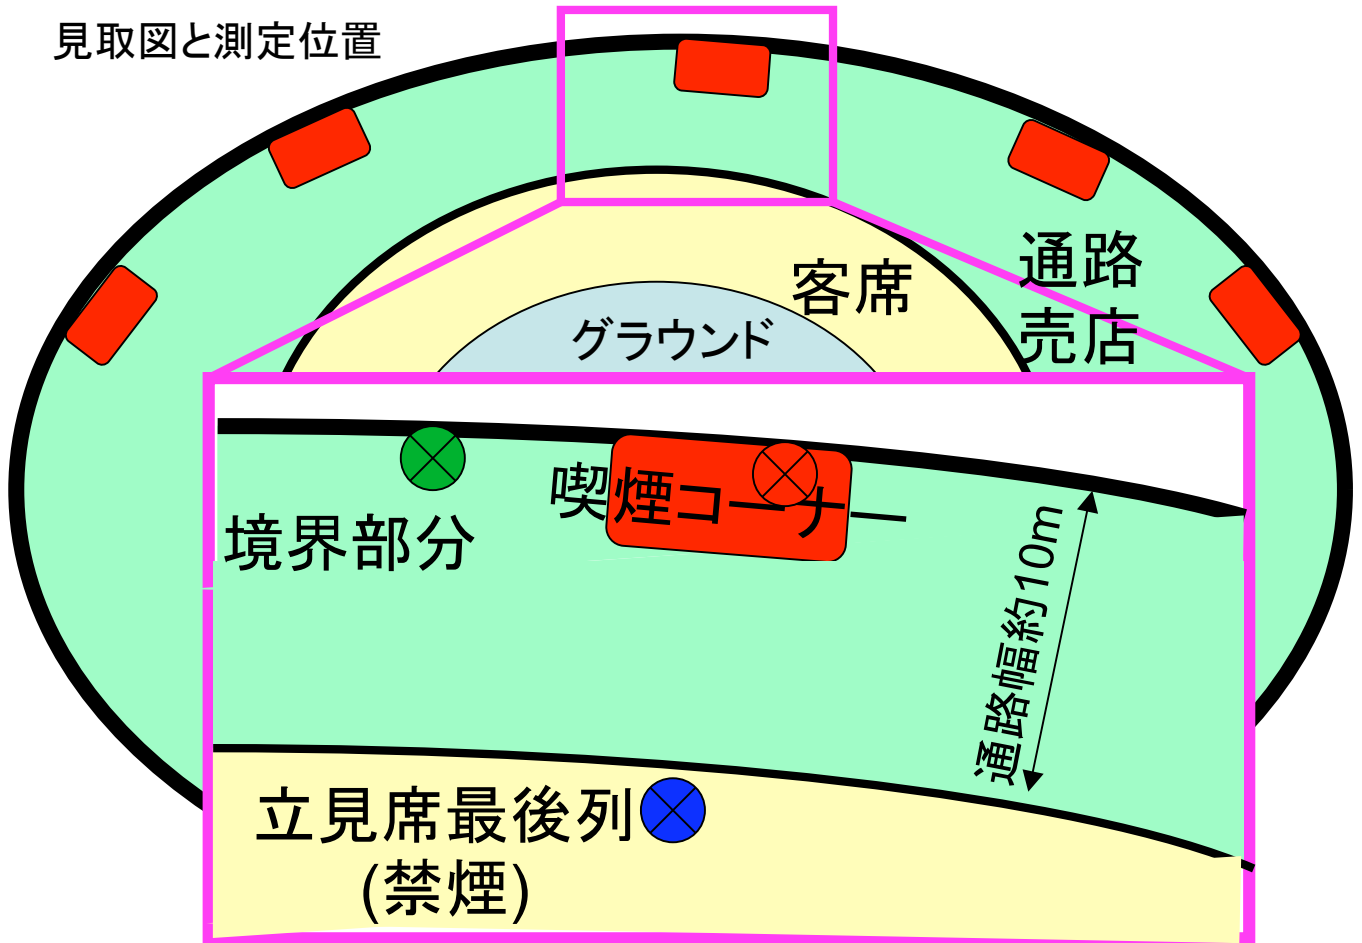 見取図と測定位置
通路
売店
客席
グラウンド
喫煙コーナー
境界部分
通路幅約10m
立見席最後列
(禁煙)